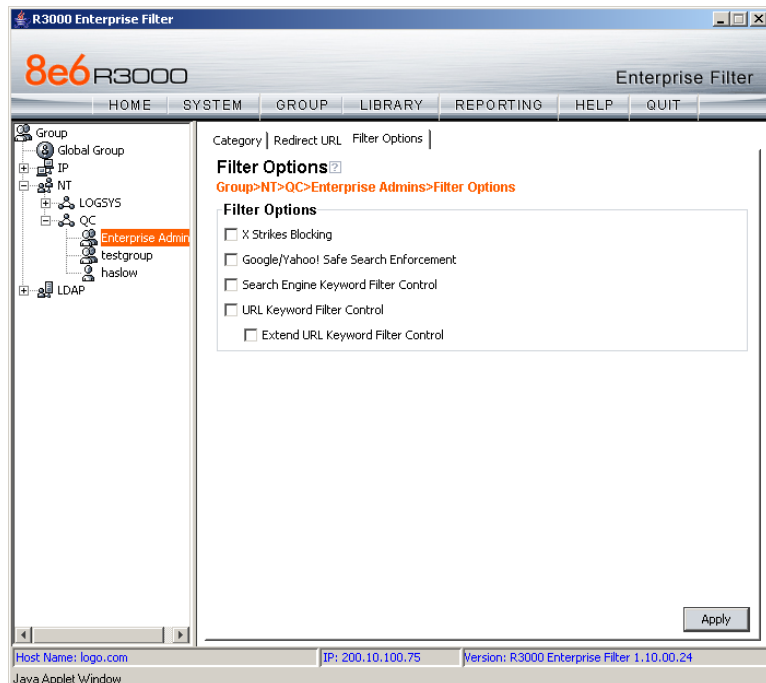 R3000 Enterprise Filter
8e6 R3000
Enterprise Filter
HOME SYSTEM GROUP LIBRARY REPORTING HELP QUIT
Group
Global Group
IP
NT
LOGSYS
QC
Enterprise Admin
testgroup
haslow
LDAP
Category Redirect URL Filter Options
Filter Options ?
Group>NT>QC>Enterprise Admins>Filter Options
Filter Options
X Strikes Blocking
Google/Yahoo! Safe Search Enforcement
Search Engine Keyword Filter Control
URL Keyword Filter Control
Extend URL Keyword Filter Control
Apply
Host Name: logo.com IP: 200.10.100.75 Version: R3000 Enterprise Filter 1.10.00.24
Java Applet Window